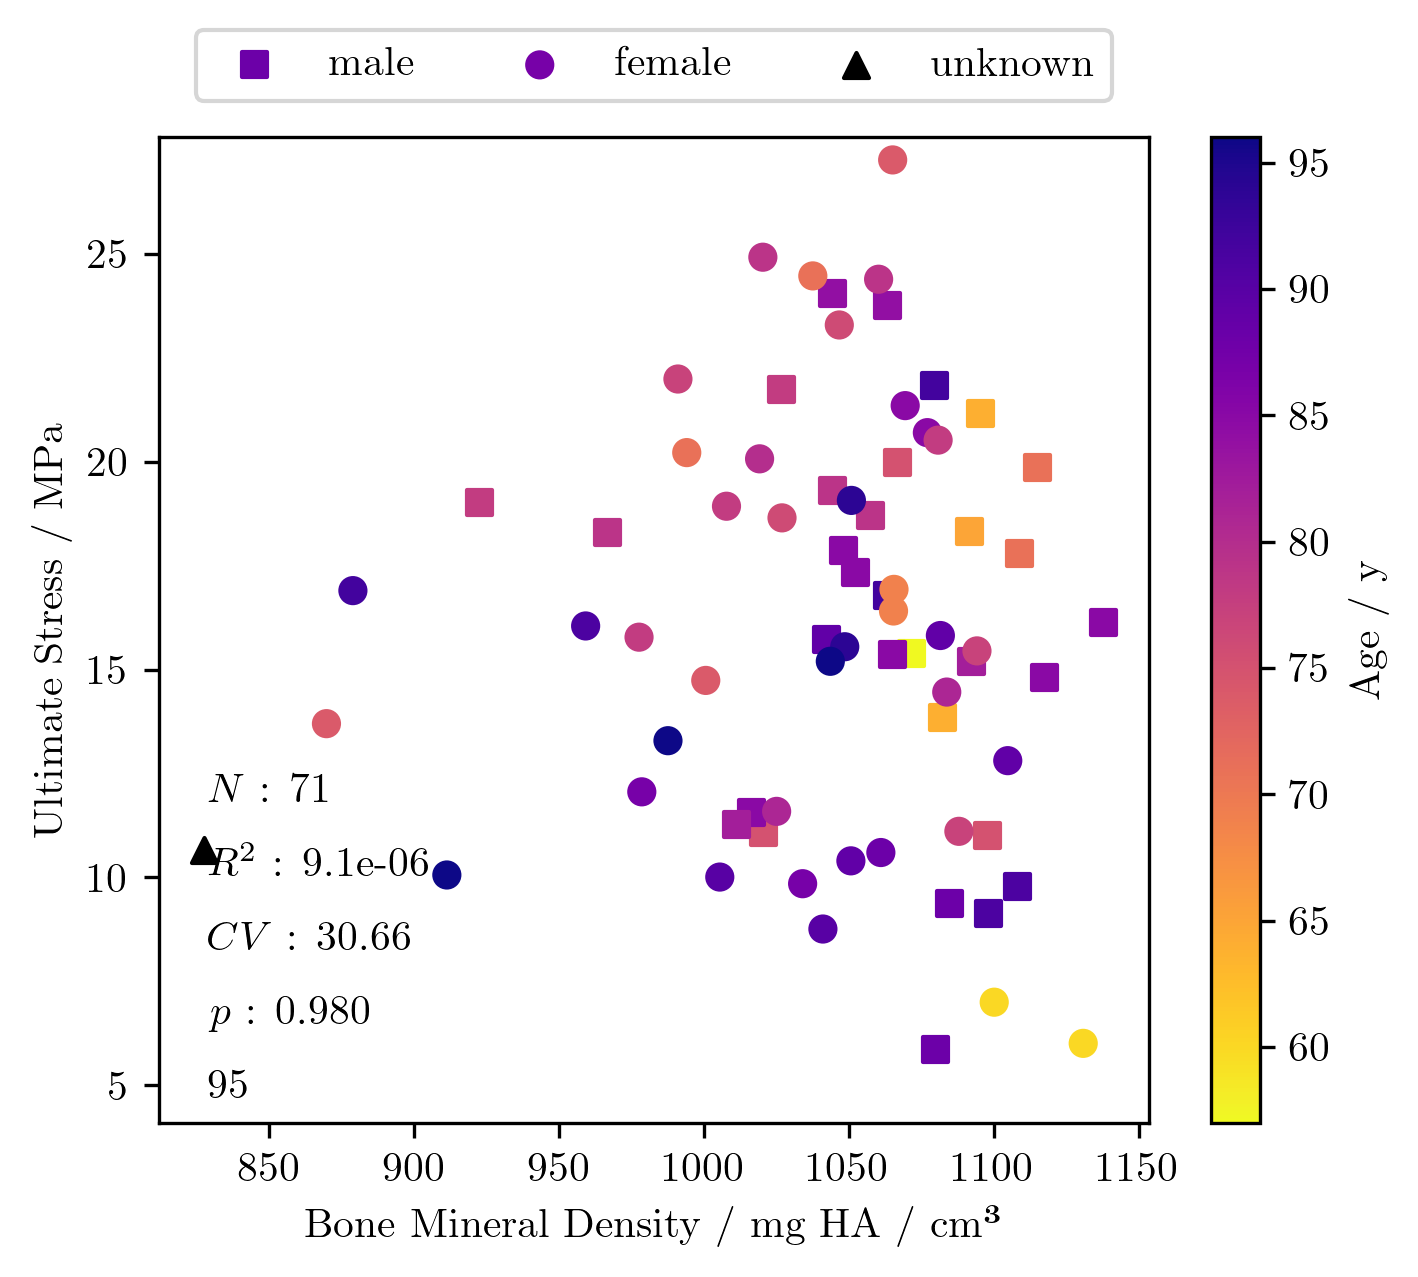 male female unknown
25
20
15
10
5
Ultimate Stress / MPa
N : 71
R² : 9.1e-06
CV : 30.66
p : 0.980
95
850 900 950 1000 1050 1100 1150
Bone Mineral Density / mg HA / cm³
95
90
85
80
75
70
65
60
Age / y